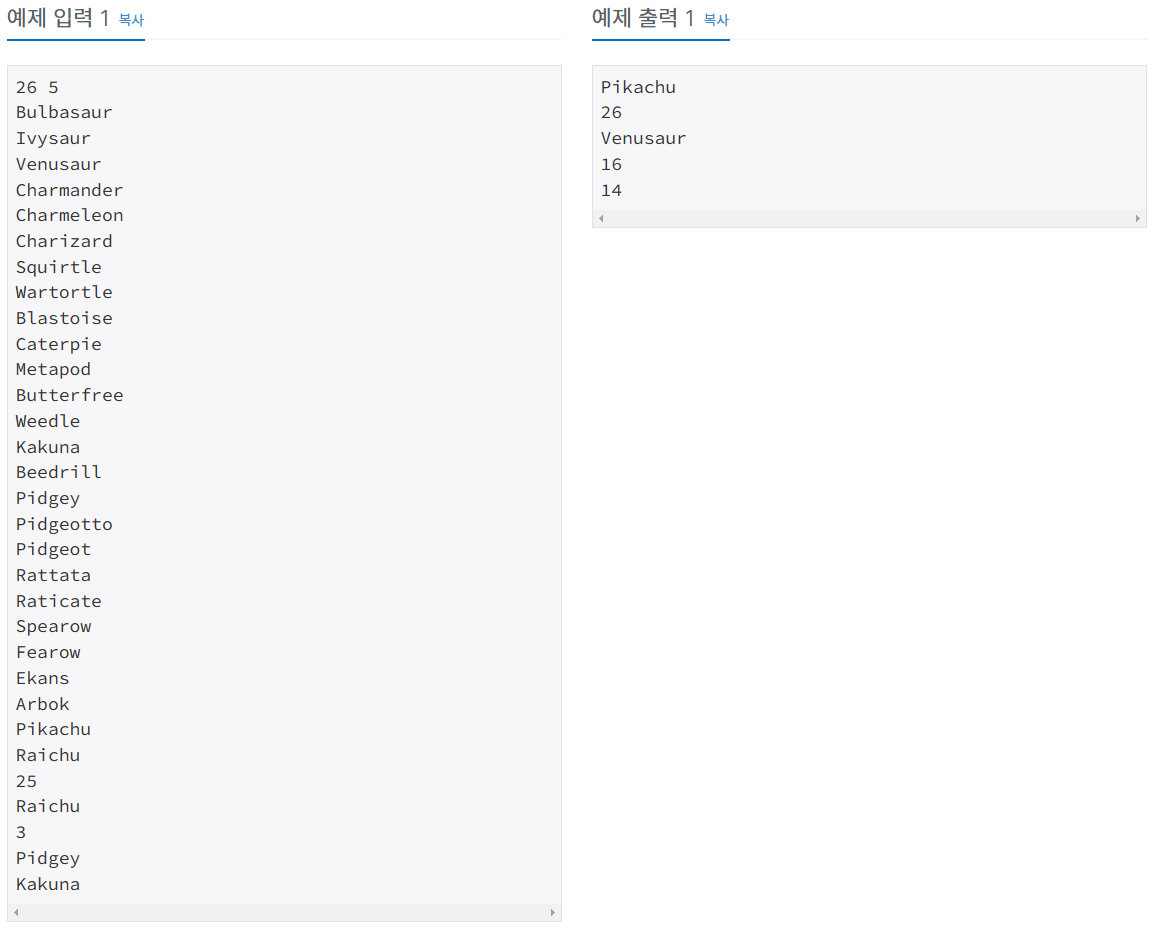 예제 입력 1 복사
26 5
Bulbasaur
Ivysaur
Venusaur
Charmander
Charmeleon
Charizard
Squirtle
Wartortle
Blastoise
Caterpie
Metapod
Butterfree
Weedle
Kakuna
Beedrill
Pidgey
Pidgeotto
Pidgeot
Rattata
Raticate
Spearow
Fearow
Ekans
Arbok
Pikachu
Raichu
25
Raichu
3
Pidgey
Kakuna
예제 출력 1 복사
Pikachu
26
Venusaur
16
14